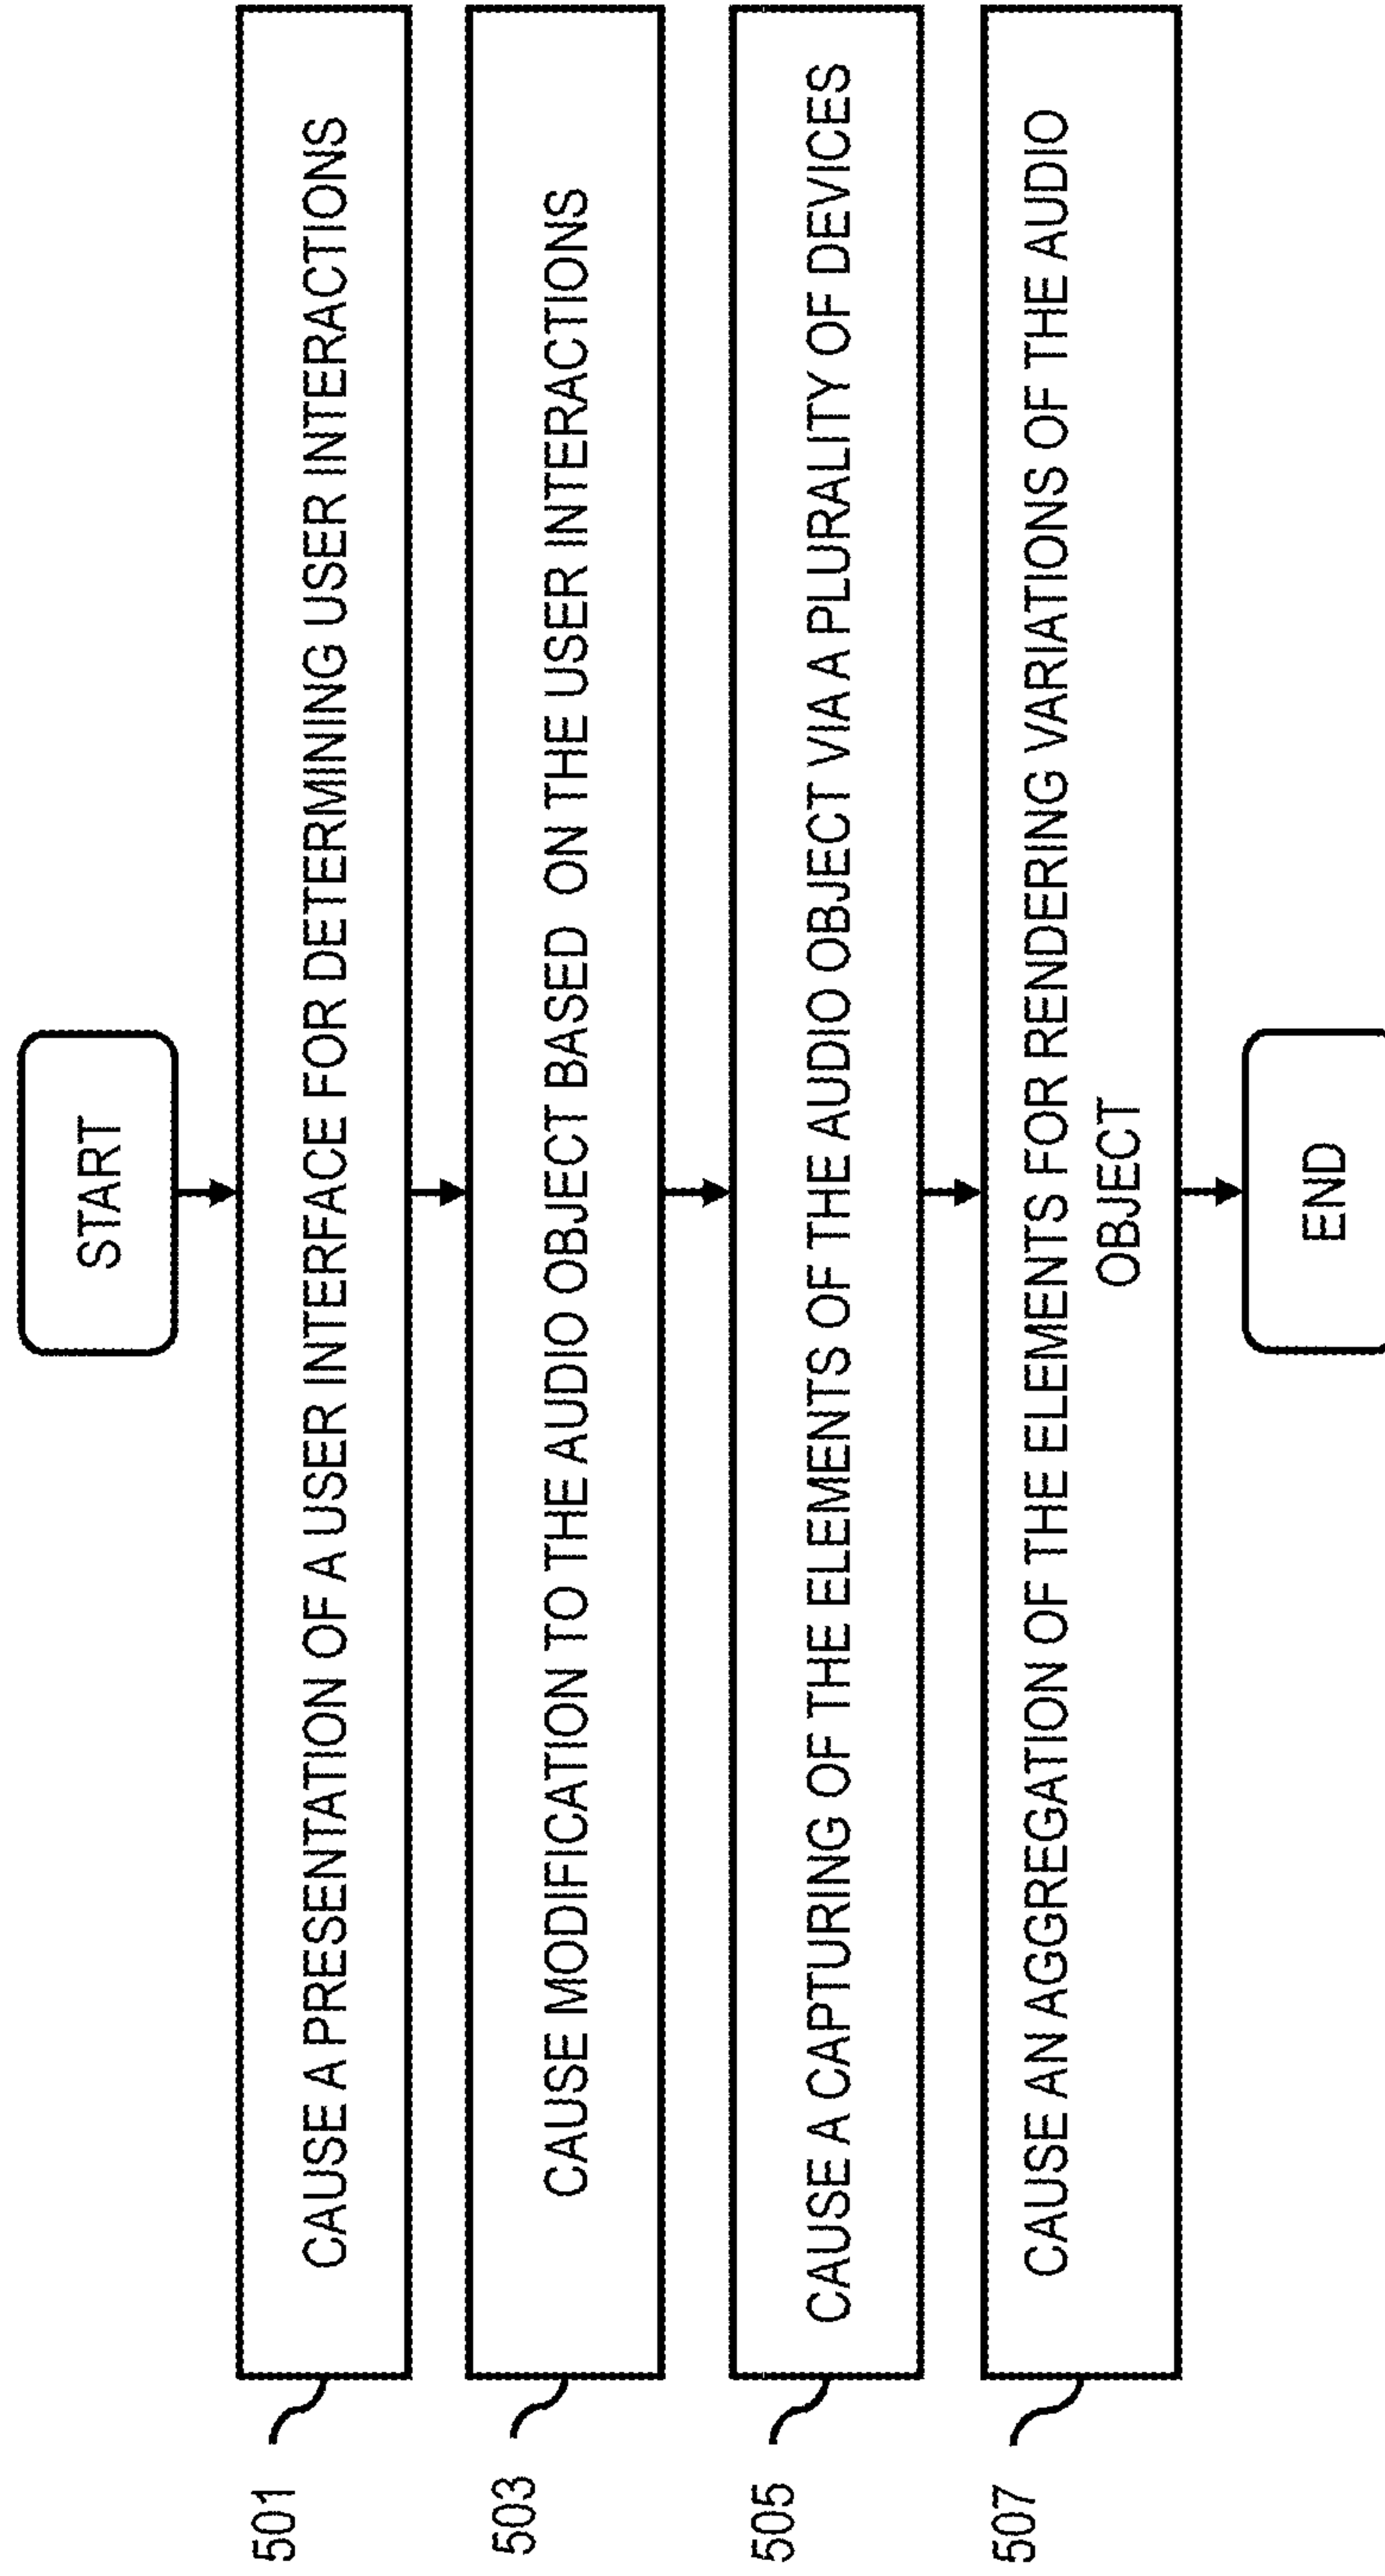 START
501
CAUSE A PRESENTATION OF A USER INTERFACE FOR DETERMINING USER INTERACTIONS
503
CAUSE MODIFICATION TO THE AUDIO OBJECT BASED ON THE USER INTERACTIONS
505
CAUSE A CAPTURING OF THE ELEMENTS OF THE AUDIO OBJECT VIA A PLURALITY OF DEVICES
507
CAUSE AN AGGREGATION OF THE ELEMENTS FOR RENDERING VARIATIONS OF THE AUDIO
OBJECT
END